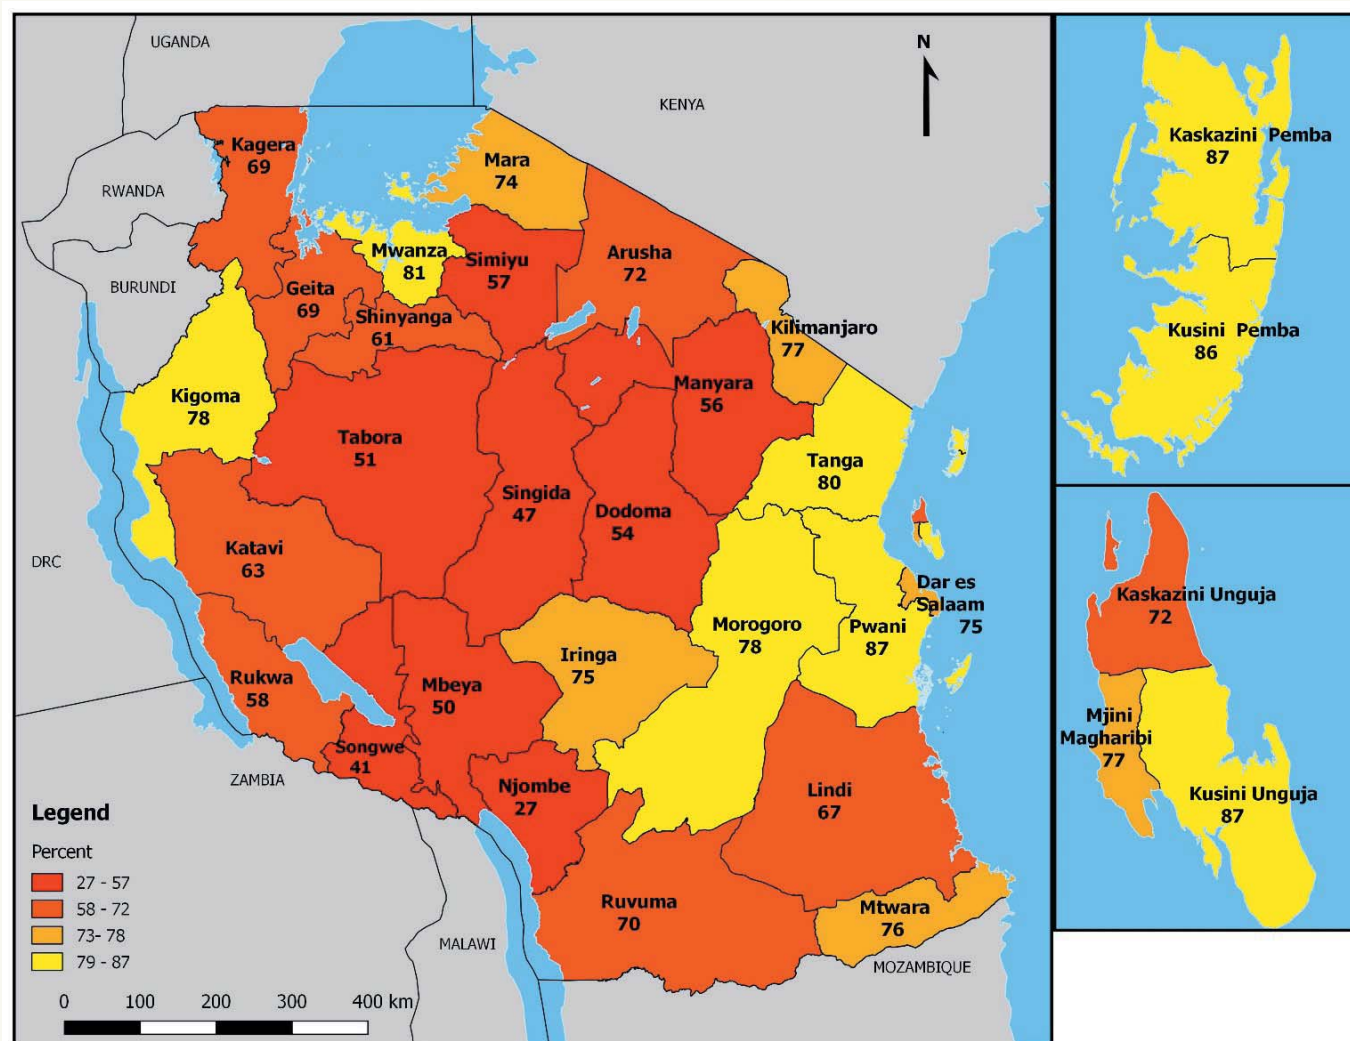 UGANDA
N
KENYA
Kagera
69
Mara
74
RWANDA
Mwanza
81
Simiyu
57
Arusha
72
BURUNDI
Geita
69
Shinyanga
61
Kilimanjaro
77
Kigoma
78
Manyara
56
Tabora
51
Tanga
80
Singida
47
Dodoma
54
DRC
Katavi
63
Dar es
Salaam
75
Morogoro
78
Pwani
87
Iringa
75
Rukwa
58
Mbeya
50
Songwe
41
ZAMBIA
Njombe
27
Lindi
67
Ruvuma
70
Mtwara
76
MALAWI
MOZAMBIQUE
Legend
Percent
27 - 57
58 - 72
73- 78
79 - 87
0 100 200 300 400 km
Kaskazini Pemba
87
Kusini Pemba
86
Kaskazini Unguja
72
Mjini
Magharibi
77
Kusini Unguja
87